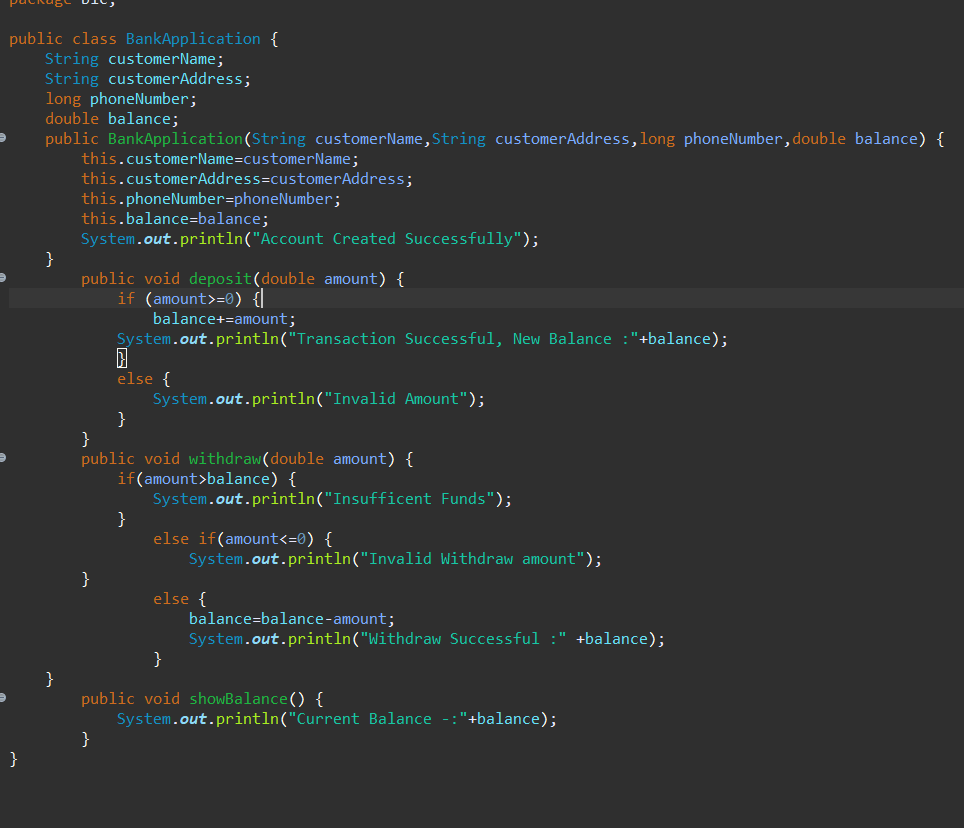 package bic;
public class BankApplication {
String customerName;
String customerAddress;
long phoneNumber;
double balance;
public BankApplication(String customerName,String customerAddress,long phoneNumber,double balance) {
this.customerName=customerName;
this.customerAddress=customerAddress;
this.phoneNumber=phoneNumber;
this.balance=balance;
System.out.println("Account Created Successfully");
}
public void deposit(double amount) {
if (amount>=0) {
balance+=amount;
System.out.println("Transaction Successful, New Balance :"+balance);
}
else {
System.out.println("Invalid Amount");
}
}
public void withdraw(double amount) {
if(amount>balance) {
System.out.println("Insufficent Funds");
}
else if(amount<=0) {
System.out.println("Invalid Withdraw amount");
}
else {
balance=balance-amount;
System.out.println("Withdraw Successful :" +balance);
}
}
public void showBalance() {
System.out.println("Current Balance -:"+balance);
}
}